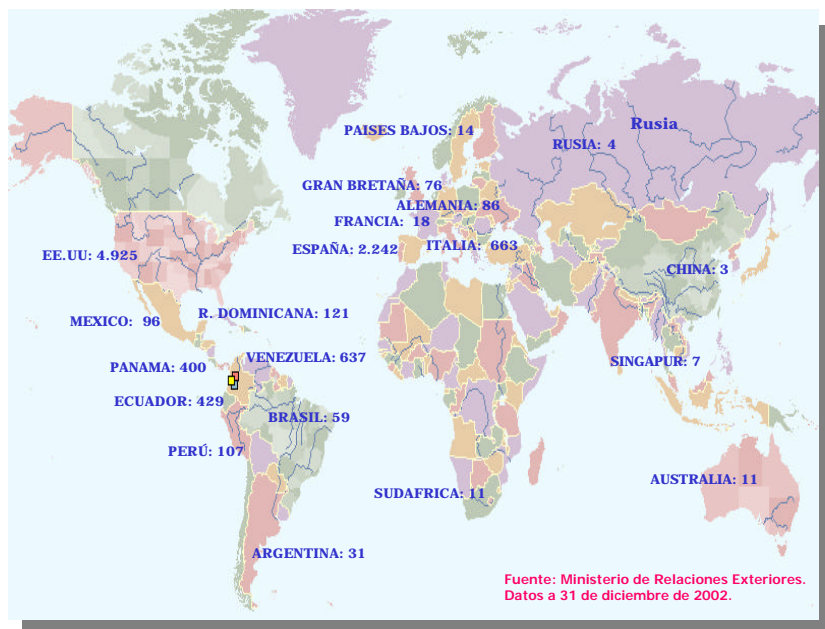 PAISES BAJOS: 14
Rusia
RUSIA: 4
GRAN BRETAÑA: 76
ALEMANIA: 86
FRANCIA: 18
ESPAÑA: 2.242
ITALIA: 663
EE.UU: 4.925
CHINA: 3
MEXICO: 96
R. DOMINICANA: 121
PANAMA: 400
VENEZUELA: 637
SINGAPUR: 7
ECUADOR: 429
BRASIL: 59
PERÚ: 107
SUDAFRICA: 11
AUSTRALIA: 11
ARGENTINA: 31
Fuente: Ministerio de Relaciones Exteriores.
Datos a 31 de diciembre de 2002.